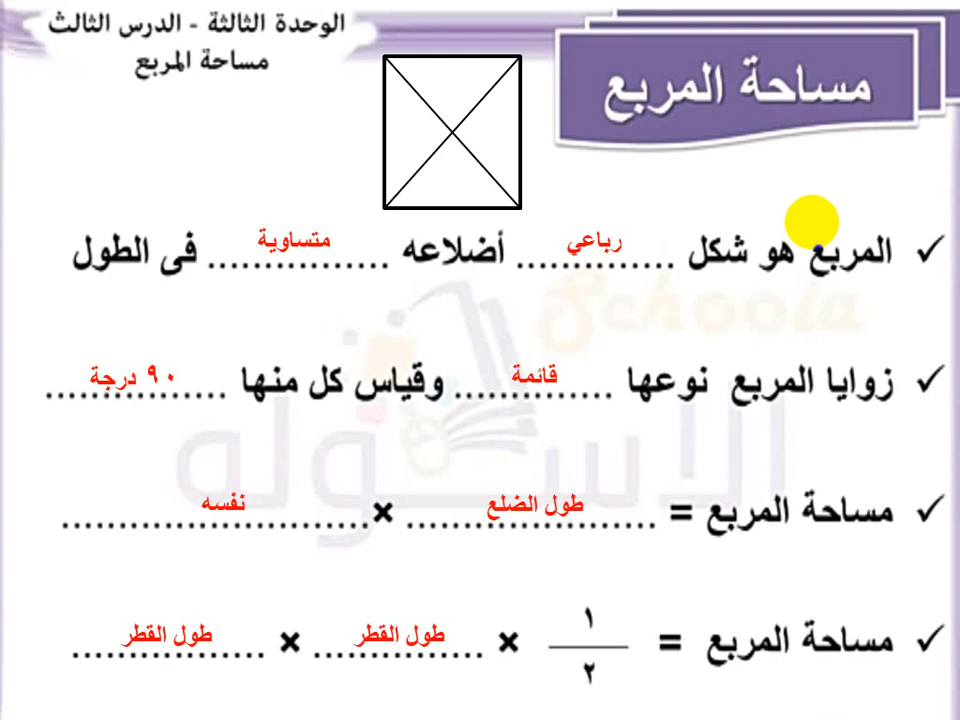 الوحدة الثالثة - الدرس الثالث
مساحة المربع
مساحة المربع
✓ المربع هو شكل .............. رباعي أضلاعه ................ متساوية فى الطول
✓ زوايا المربع نوعها .............. قائمة وقياس كل منها ................ ٩٠ درجة
✓ مساحة المربع = ...................... طول الضلع × ........................... نفسه
✓ مساحة المربع = ١/٢ × ............... طول القطر × ................. طول القطر
Schoola
الاسكوله